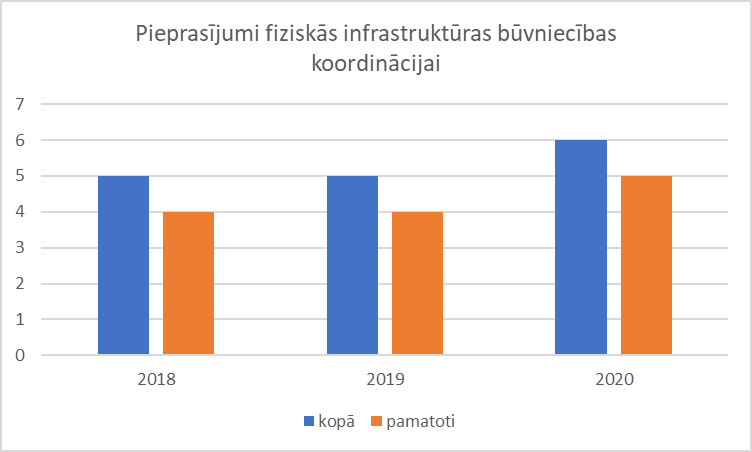 Pieprasījumi fiziskās infrastruktūras būvniecības
koordinācijai
7
6
5
4
3
2
1
0
2018 2019 2020
kopā pamatoti